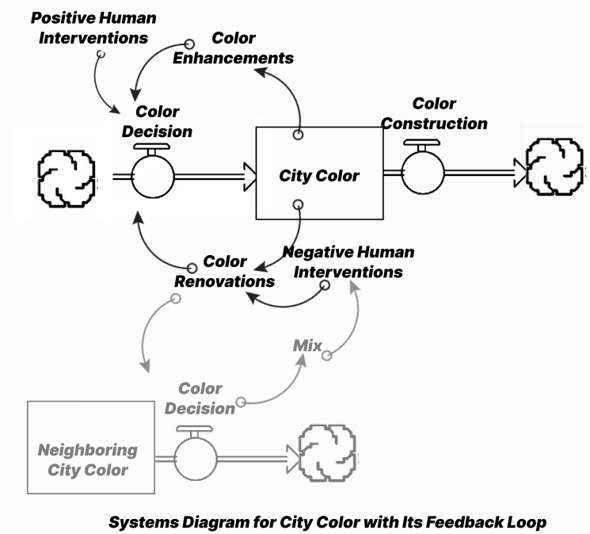 Positive Human
Interventions
Color
Enhancements
Color
Decision
Color
Construction
City Color
Color
Renovations
Negative Human
Interventions
Mix
Color
Decision
Neighboring
City Color
Systems Diagram for City Color with Its Feedback Loop